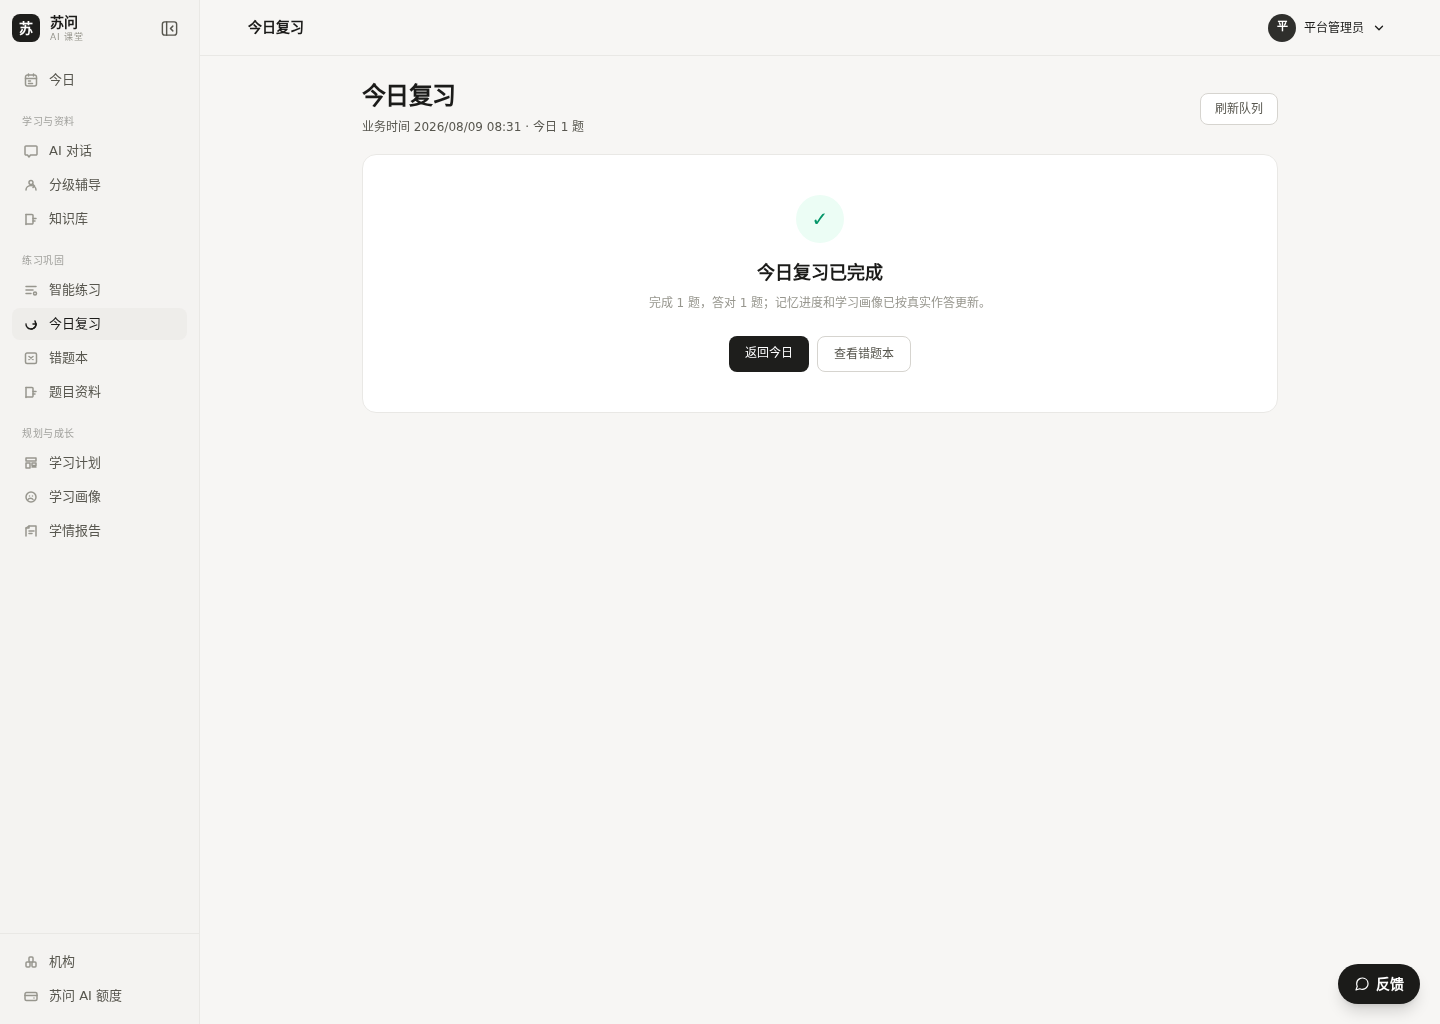 苏
苏问
AI 课堂
今日
学习与资料
AI 对话
分级辅导
知识库
练习巩固
智能练习
今日复习
错题本
题目资料
规划与成长
学习计划
学习画像
学情报告
机构
苏问 AI 额度
今日复习
平
平台管理员
今日复习
业务时间 2026/08/09 08:31 · 今日 1 题
刷新队列
✓
今日复习已完成
完成 1 题，答对 1 题；记忆进度和学习画像已按真实作答更新。
返回今日
查看错题本
反馈